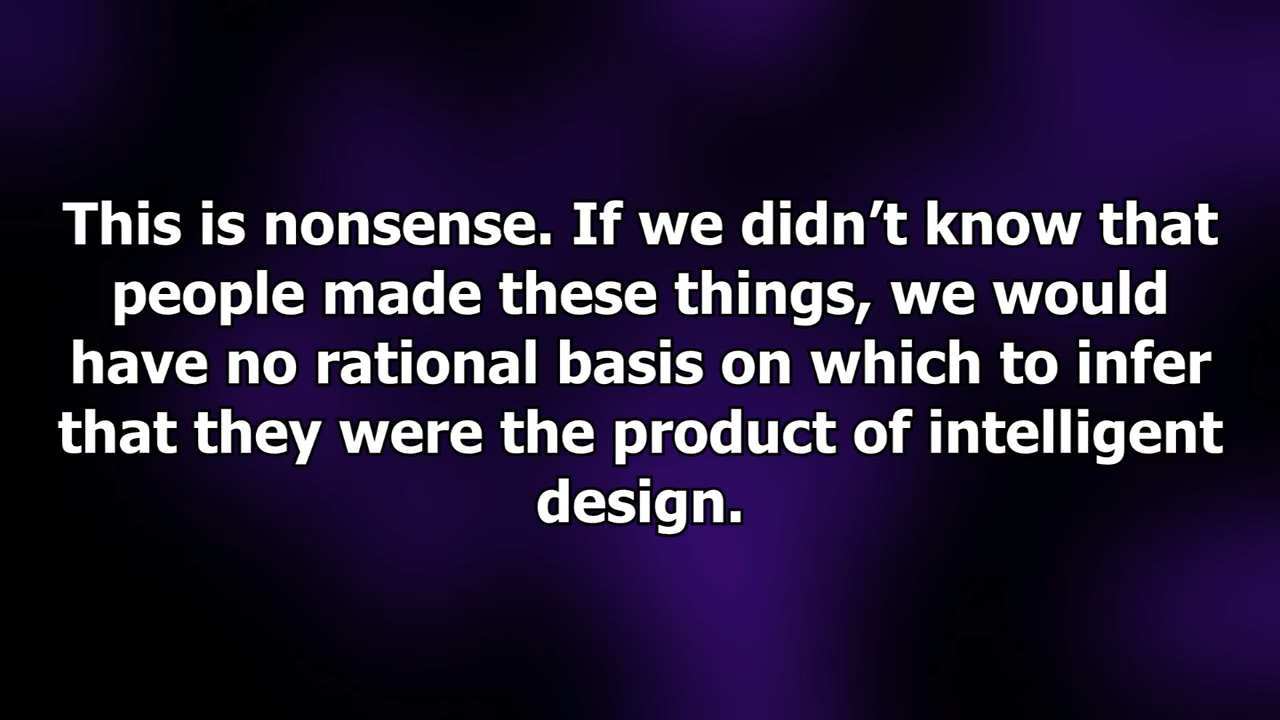 This is nonsense. If we didn’t know that
people made these things, we would
have no rational basis on which to infer
that they were the product of intelligent
design.